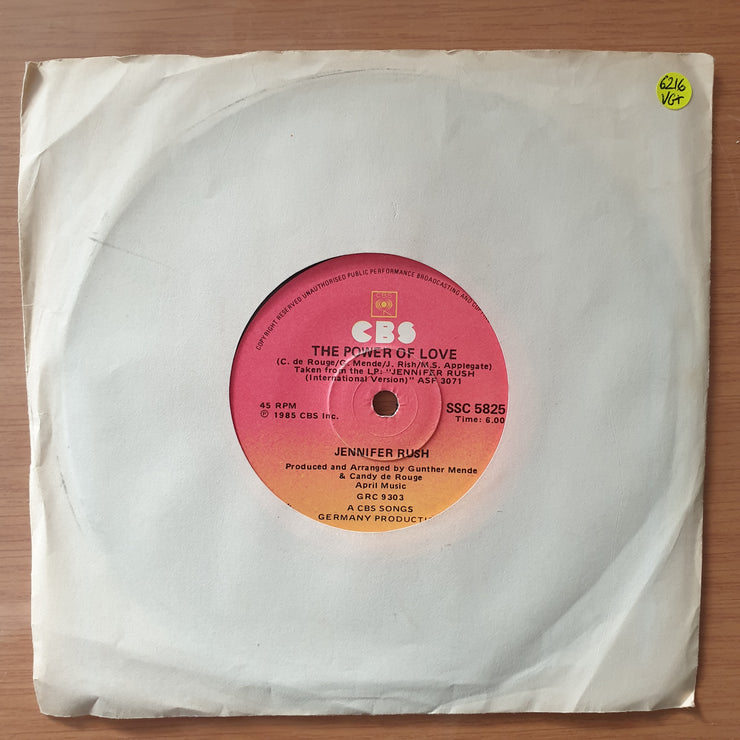 6216
VG+
COPYRIGHT RESERVED UNAUTHORISED PUBLIC PERFORMANCE BROADCASTING AND COPY
CBS
CBS
THE POWER OF LOVE
(C. de Rouge/G. Mende/J. Rish/M.S. Applegate)
Taken from the LP: "JENNIFER RUSH
(International Version)" ASF 3071
45 RPM
℗ 1985 CBS Inc.
SSC 5825
Time: 6.00
JENNIFER RUSH
Produced and Arranged by Gunther Mende
& Candy de Rouge
April Music
GRC 9303
A CBS SONGS
GERMANY PRODUCTI